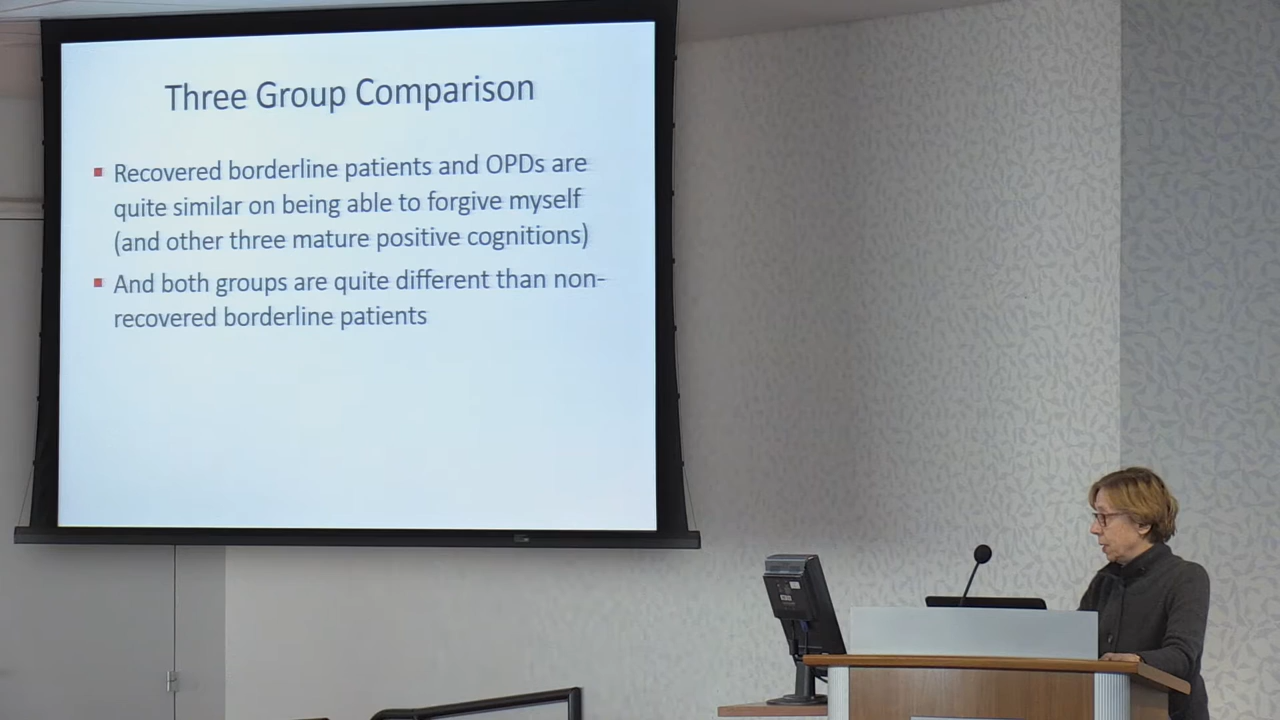 Three Group Comparison
Recovered borderline patients and OPDs are
quite similar on being able to forgive myself
(and other three mature positive cognitions)
And both groups are quite different than non-
recovered borderline patients